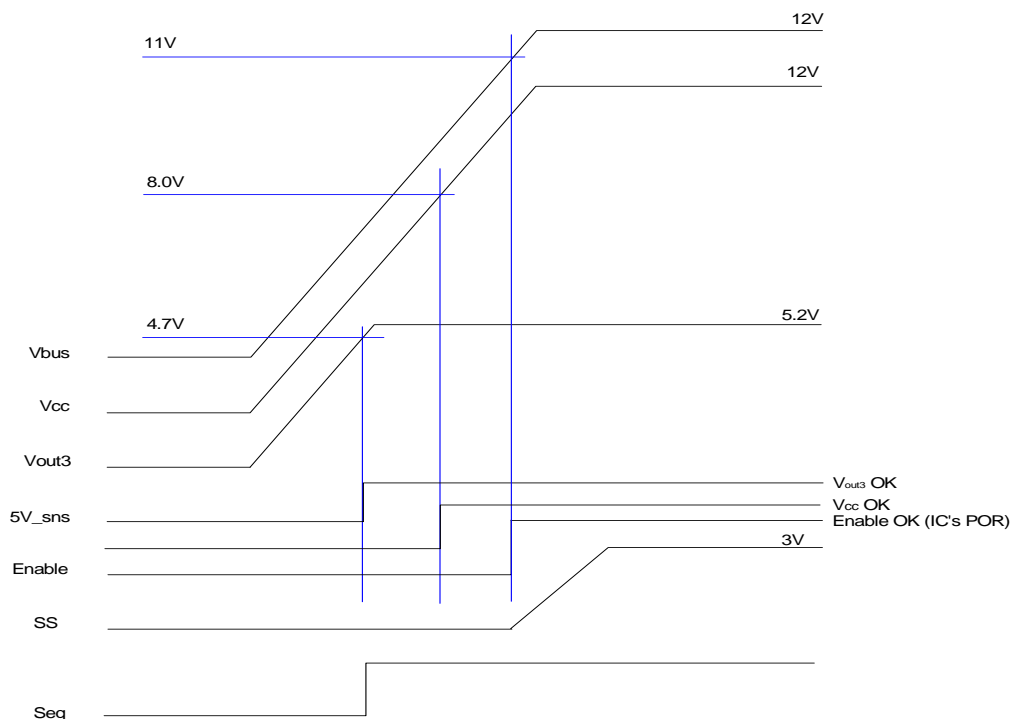 12V
11V
12V
8.0V
4.7V
5.2V
Vbus
Vcc
Vout3
Vout3 OK
Vcc OK
5V_sns
Enable OK (IC's POR)
3V
Enable
SS
Seq